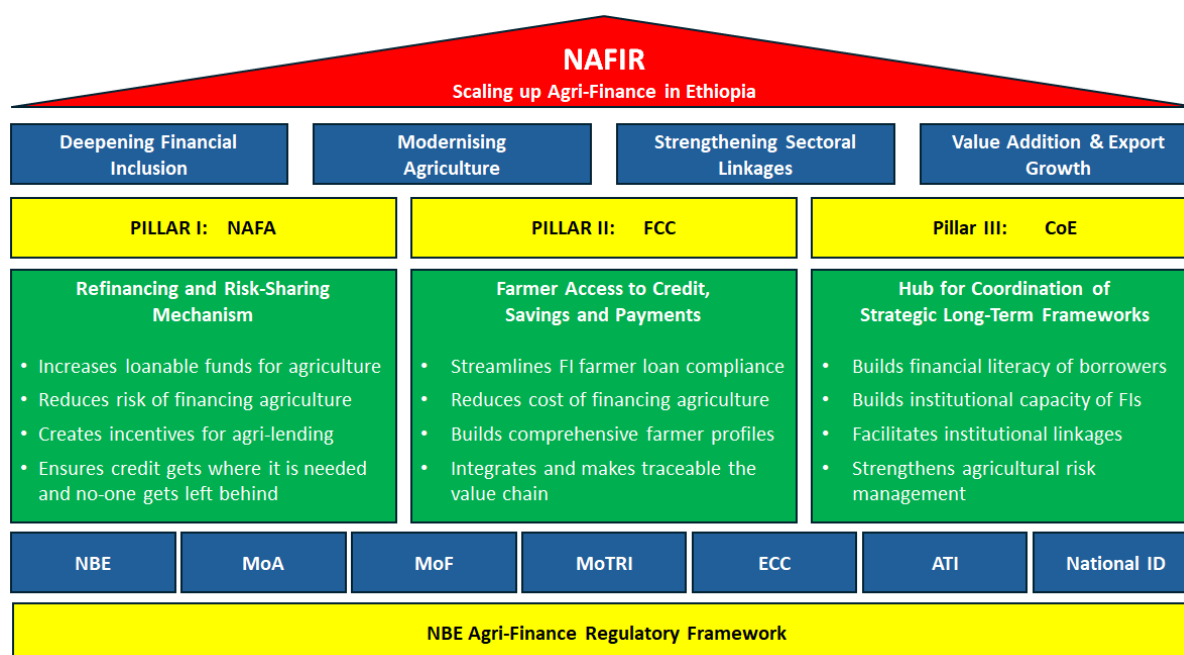 NAFIR
Scaling up Agri-Finance in Ethiopia
Deepening Financial
Inclusion
Modernising
Agriculture
Strengthening Sectoral
Linkages
Value Addition & Export
Growth
PILLAR I: NAFA
PILLAR II: FCC
Pillar III: CoE
Refinancing and Risk-Sharing
Mechanism
• Increases loanable funds for agriculture
• Reduces risk of financing agriculture
• Creates incentives for agri-lending
• Ensures credit gets where it is needed
and no-one gets left behind
Farmer Access to Credit,
Savings and Payments
• Streamlines FI farmer loan compliance
• Reduces cost of financing agriculture
• Builds comprehensive farmer profiles
• Integrates and makes traceable the
value chain
Hub for Coordination of
Strategic Long-Term Frameworks
• Builds financial literacy of borrowers
• Builds institutional capacity of FIs
• Facilitates institutional linkages
• Strengthens agricultural risk
management
NBE
MoA
MoF
MoTRI
ECC
ATI
National ID
NBE Agri-Finance Regulatory Framework